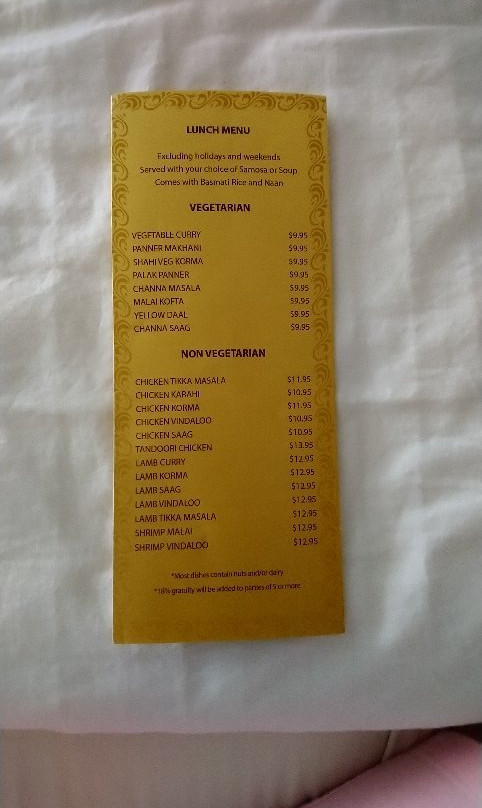 LUNCH MENU
Excluding holidays and weekends
Served with your choice of Samosa or Soup
Comes with Basmati Rice and Naan
VEGETARIAN
VEGETABLE CURRY $9.95
PANNER MAKHANI $9.95
SHAHI VEG KORMA $9.95
PALAK PANNER $9.95
CHANNA MASALA $9.95
MALAI KOFTA $9.95
YELLOW DAAL $9.95
CHANNA SAAG $9.95
NON VEGETARIAN
CHICKEN TIKKA MASALA $11.95
CHICKEN KARAHI $10.95
CHICKEN KORMA $11.95
CHICKEN VINDALOO $10.95
CHICKEN SAAG $10.95
TANDOORI CHICKEN $13.95
LAMB CURRY $12.95
LAMB KORMA $12.95
LAMB SAAG $12.95
LAMB VINDALOO $12.95
LAMB TIKKA MASALA $12.95
SHRIMP MALAI $12.95
SHRIMP VINDALOO $12.95
*Most dishes contain nuts and/or dairy
*18% gratuity will be added to parties of 5 or more